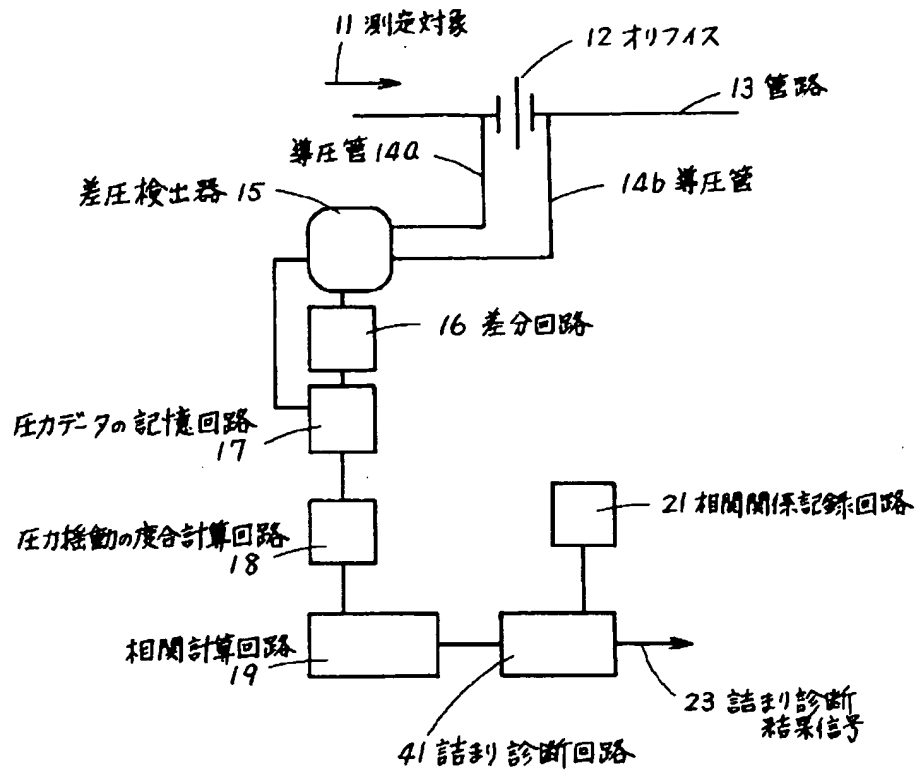 11 測定対象
12 オリフィス
13 管路
導圧管 14a
14b 導圧管
差圧検出器 15
16 差分回路
圧力データの記憶回路
17
圧力揺動の度合計算回路
18
21 相関関係記録回路
相関計算回路
19
23 詰まり診断
結果信号
41 詰まり診断回路